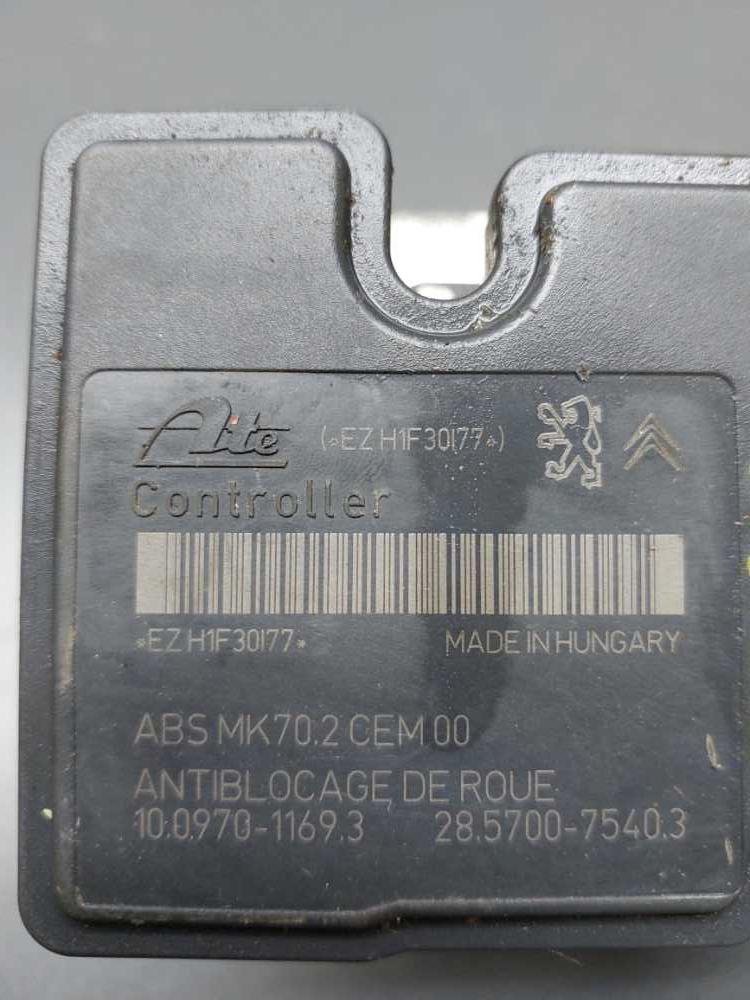 Ate (*EZ H1F30177*)
Controller
*EZ H1F30177*   MADE IN HUNGARY
ABS MK70.2 CEM 00
ANTIBLOCAGE DE ROUE
10.0970-1169.3   28.5700-7540.3